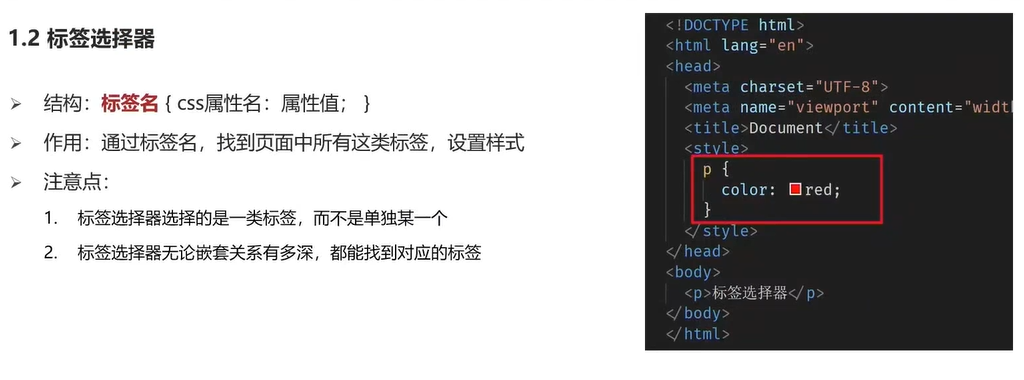 1.2 标签选择器
➢ 结构：标签名 { css属性名：属性值； }
➢ 作用：通过标签名，找到页面中所有这类标签，设置样式
➢ 注意点：
1. 标签选择器选择的是一类标签，而不是单独某一个
2. 标签选择器无论嵌套关系有多深，都能找到对应的标签
<!DOCTYPE html>
<html lang="en">
<head>
<meta charset="UTF-8">
<meta name="viewport" content="width
<title>Document</title>
<style>
p {
color: red;
}
</style>
</head>
<body>
<p>标签选择器</p>
</body>
</html>